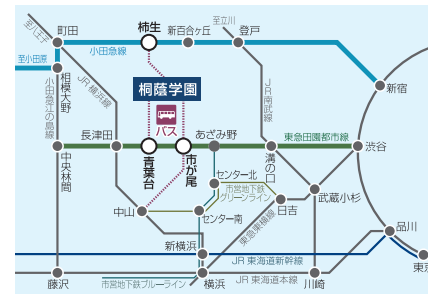 至八王子
町田
小田急線
柿生
新百合ヶ丘
至立川
登戸
至小田原
相模大野
小田急江の島線
JR横浜線
桐蔭学園
バス
JR南武線
新宿
長津田
あざみ野
東急田園都市線
渋谷
中央林間
青葉台
市が尾
溝の口
センター北
市営地下鉄
グリーンライン
日吉
武蔵小杉
中山
センター南
東急東横線
品川
新横浜
JR 東海道新幹線
東京
藤沢
市営地下鉄ブルーライン
横浜
JR 東海道本線
川崎